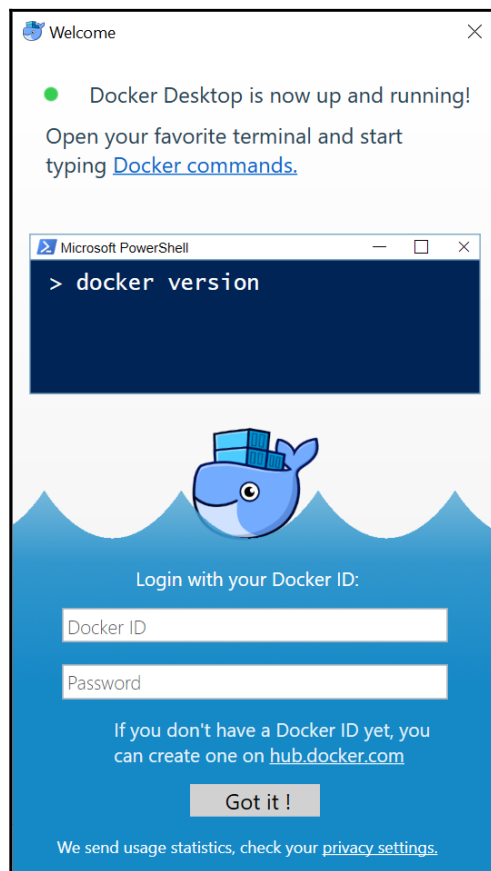 Welcome
Docker Desktop is now up and running!
Open your favorite terminal and start
typing Docker commands.
Microsoft PowerShell
> docker version
Login with your Docker ID:
Docker ID
Password
If you don't have a Docker ID yet, you
can create one on hub.docker.com
Got it !
We send usage statistics, check your privacy settings.